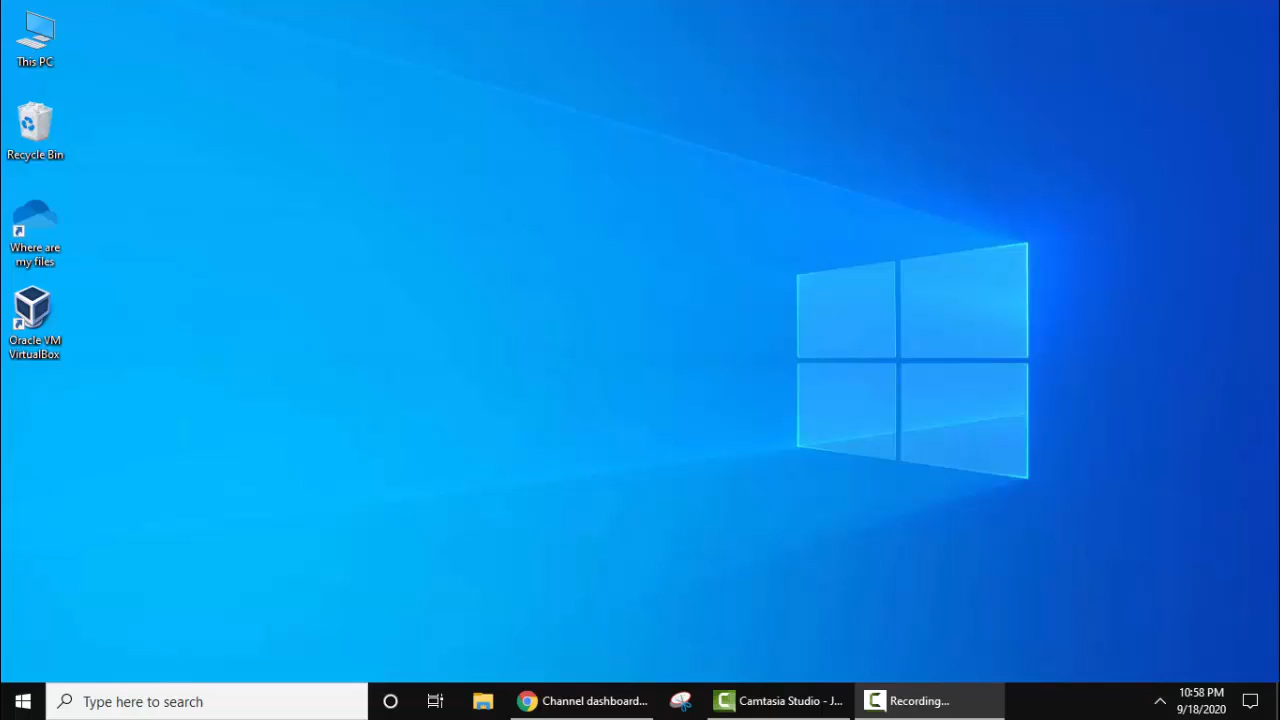 This PC
Recycle Bin
Where are
my files
Oracle VM
VirtualBox
Type here to search
Channel dashboard...
Camtasia Studio - J...
Recording...
10:58 PM
9/18/2020